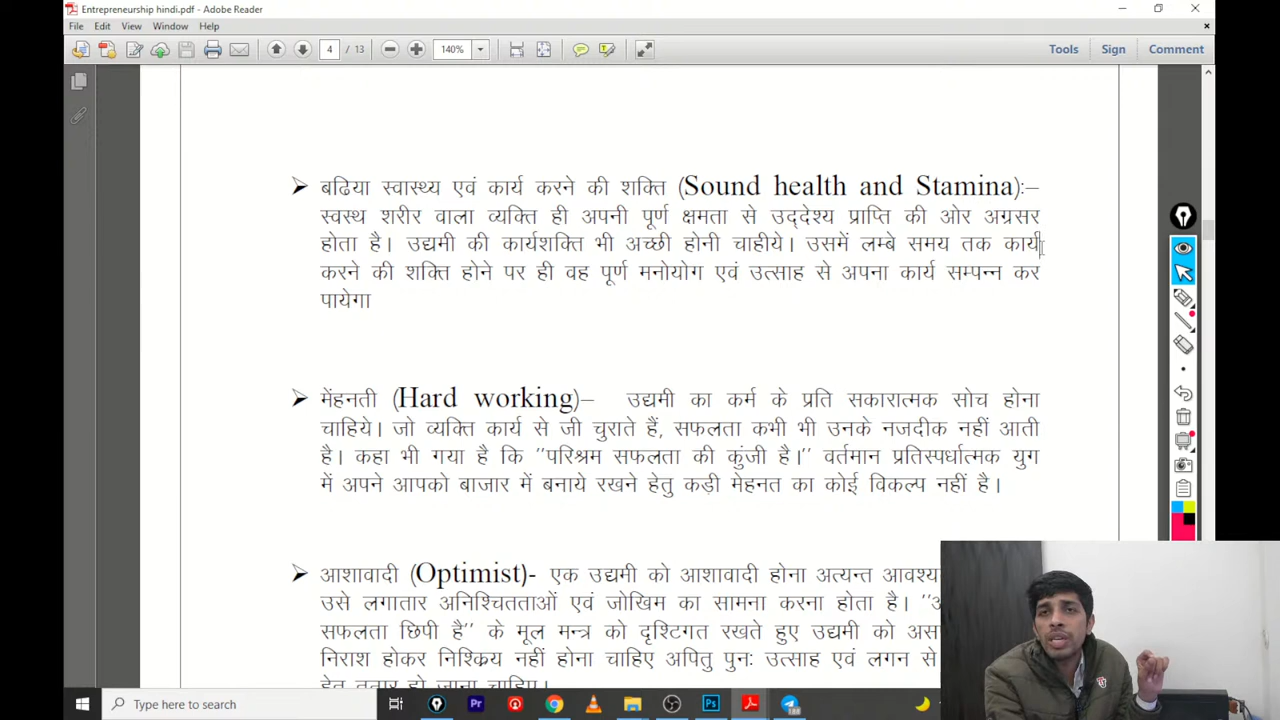 Entrepreneurship hindi.pdf - Adobe Reader
File Edit View Window Help
4 / 13 140% Tools Sign Comment
➤ बढिया स्वास्थ्य एवं कार्य करने की शक्ति (Sound health and Stamina):–
स्वस्थ शरीर वाला व्यक्ति ही अपनी पूर्ण क्षमता से उद्देश्य प्राप्ति की ओर अग्रसर
होता है। उद्यमी की कार्यशक्ति भी अच्छी होनी चाहीये। उसमें लम्बे समय तक कार्य
करने की शक्ति होने पर ही वह पूर्ण मनोयोग एवं उत्साह से अपना कार्य सम्पन्न कर
पायेगा
➤ मेंहनती (Hard working)– उद्यमी का कर्म के प्रति सकारात्मक सोच होना
चाहिये। जो व्यक्ति कार्य से जी चुराते हैं, सफलता कभी भी उनके नजदीक नहीं आती
है। कहा भी गया है कि ''परिश्रम सफलता की कुंजी है।'' वर्तमान प्रतिस्पर्धात्मक युग
में अपने आपको बाजार में बनाये रखने हेतु कड़ी मेहनत का कोई विकल्प नहीं है।
➤ आशावादी (Optimist)- एक उद्यमी को आशावादी होना अत्यन्त
उसे लगातार अनिश्चितताओं एवं जोखिम का सामना करना होता है।
सफलता छिपी है'' के मूल मन्त्र को दृश्टिगत रखते हुए उद्यमी को
निराश होकर निश्क्रिय नहीं होना चाहिए अपितु पुनः उत्साह एवं लगन से
हेतु तत्पर हो जाना चाहिए।
Type here to search